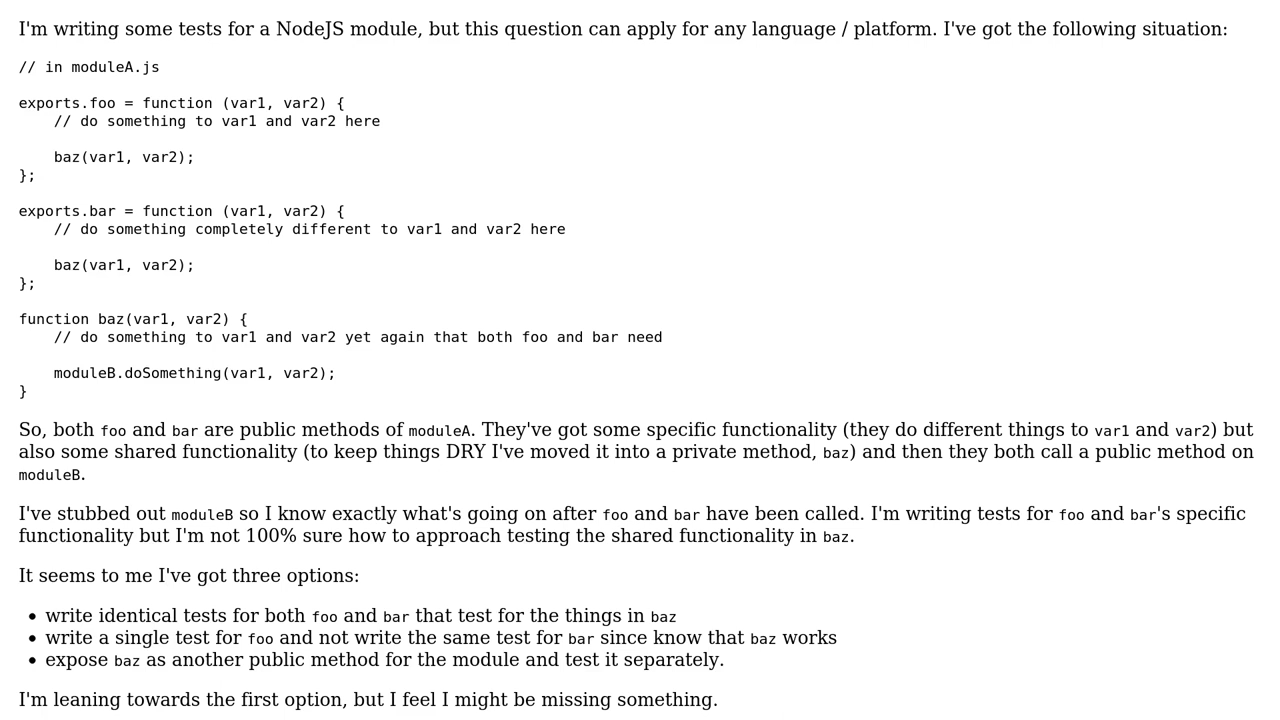 I'm writing some tests for a NodeJS module, but this question can apply for any language / platform. I've got the following situation:
// in moduleA.js
exports.foo = function (var1, var2) {
    // do something to var1 and var2 here
    baz(var1, var2);
};
exports.bar = function (var1, var2) {
    // do something completely different to var1 and var2 here
    baz(var1, var2);
};
function baz(var1, var2) {
    // do something to var1 and var2 yet again that both foo and bar need
    moduleB.doSomething(var1, var2);
}
So, both foo and bar are public methods of moduleA. They've got some specific functionality (they do different things to var1 and var2) but
also some shared functionality (to keep things DRY I've moved it into a private method, baz) and then they both call a public method on
moduleB.
I've stubbed out moduleB so I know exactly what's going on after foo and bar have been called. I'm writing tests for foo and bar's specific
functionality but I'm not 100% sure how to approach testing the shared functionality in baz.
It seems to me I've got three options:
• write identical tests for both foo and bar that test for the things in baz
• write a single test for foo and not write the same test for bar since know that baz works
• expose baz as another public method for the module and test it separately.
I'm leaning towards the first option, but I feel I might be missing something.